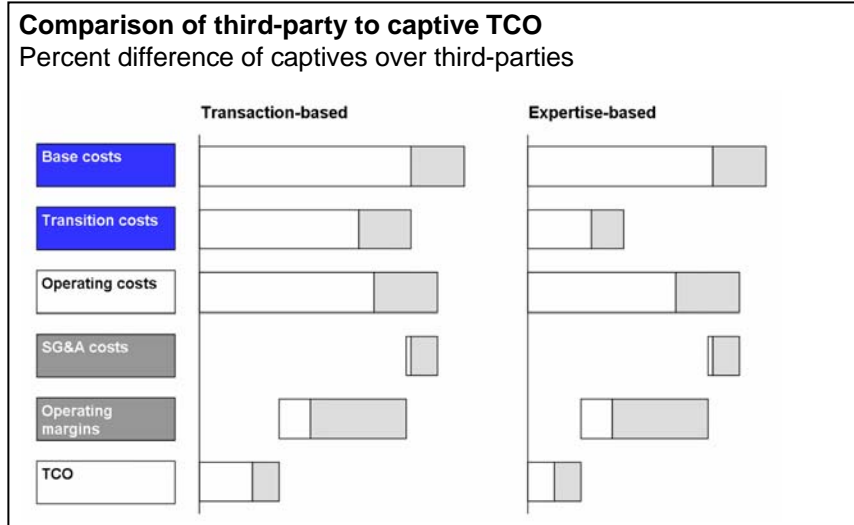 Comparison of third-party to captive TCO
Percent difference of captives over third-parties
Transaction-based
Expertise-based
Base costs
Transition costs
Operating costs
SG&A costs
Operating
margins
TCO